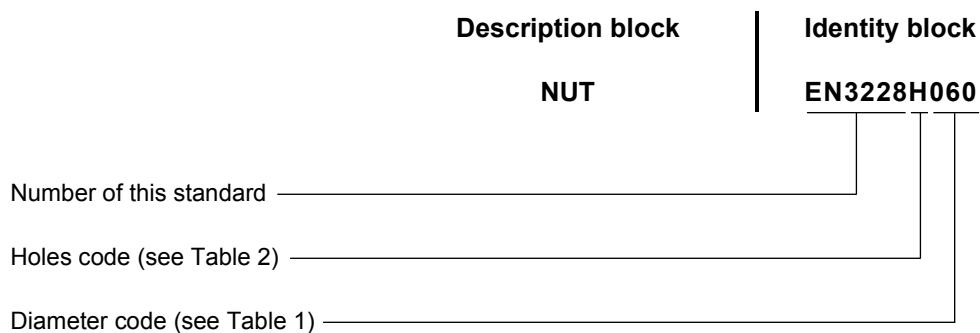 Description block Identity block
NUT EN3228H060
Number of this standard
Holes code (see Table 2)
Diameter code (see Table 1)